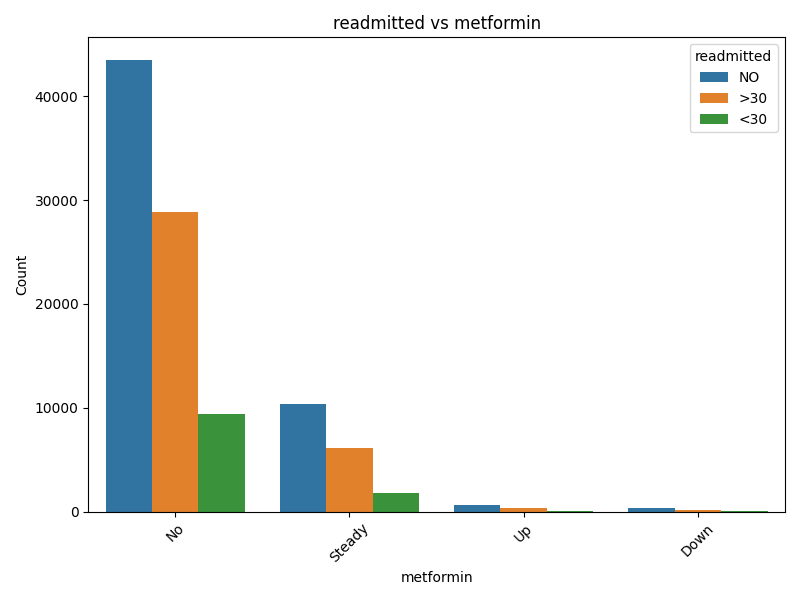 readmitted vs metformin
readmitted
NO
>30
<30
Count
40000
30000
20000
10000
0
No
Steady
Up
Down
metformin